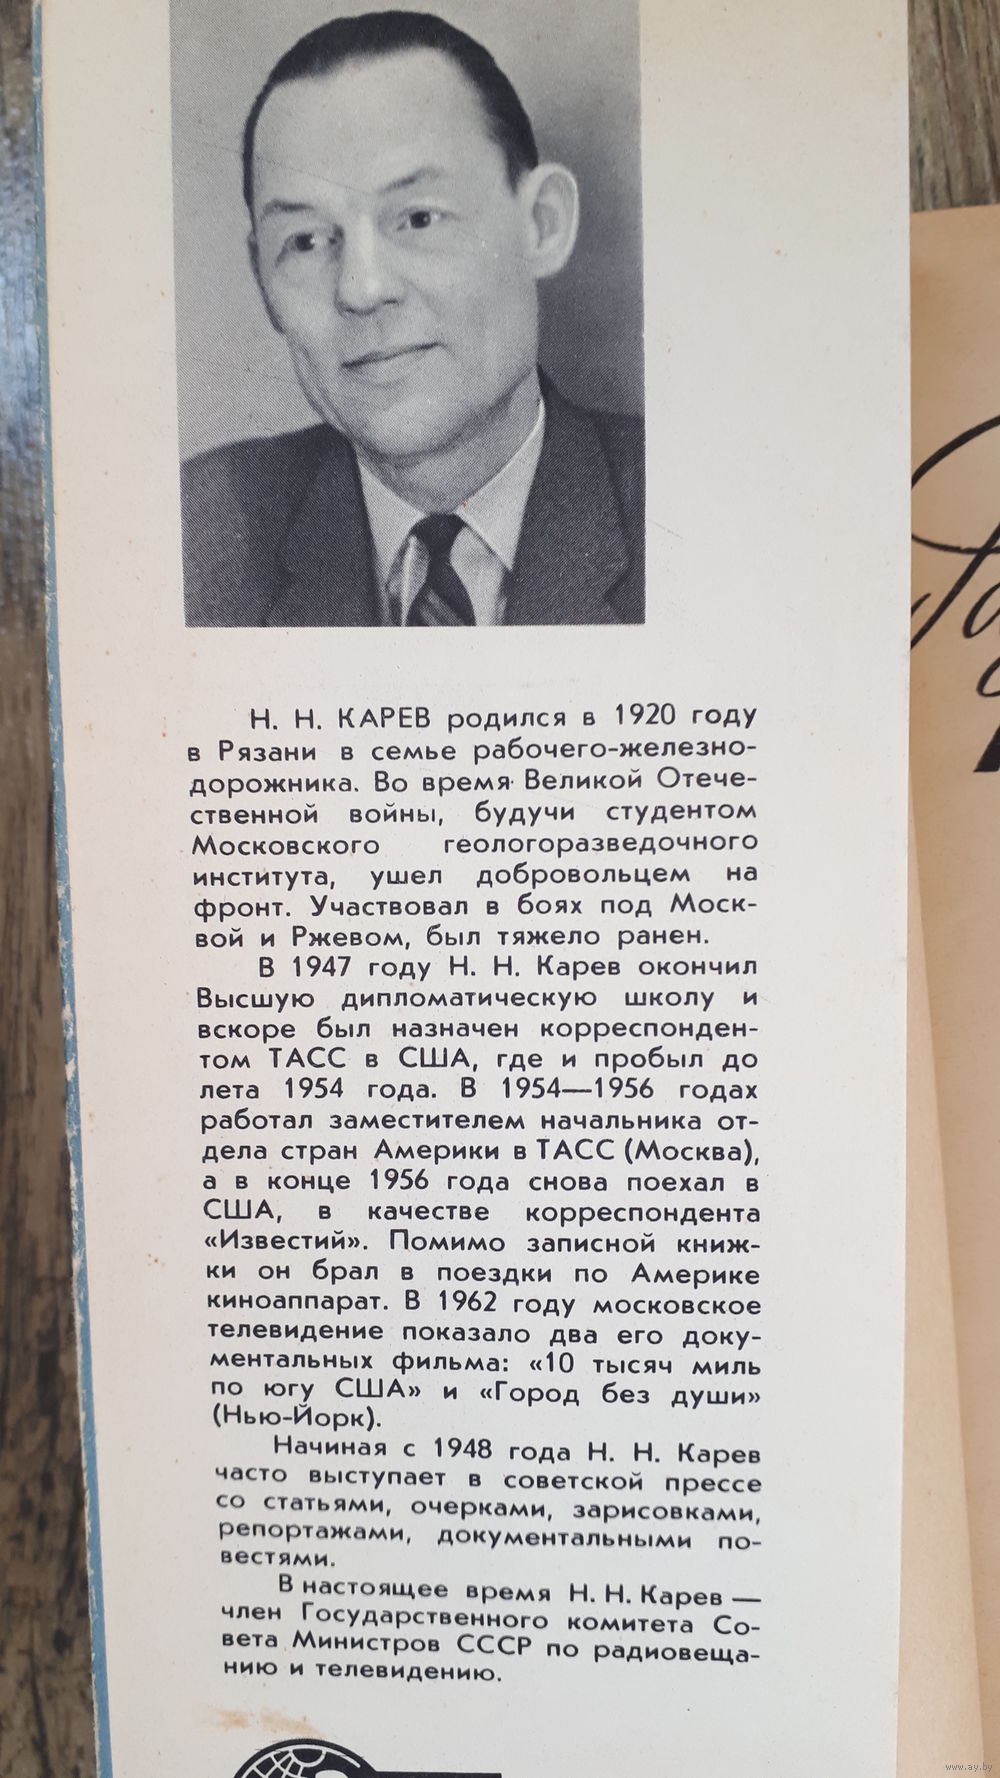 Н. Н. КАРЕВ родился в 1920 году
в Рязани в семье рабочего-железно-
дорожника. Во время Великой Отече-
ственной войны, будучи студентом
Московского геологоразведочного
института, ушел добровольцем на
фронт. Участвовал в боях под Моск-
вой и Ржевом, был тяжело ранен.
В 1947 году Н. Н. Карев окончил
Высшую дипломатическую школу и
вскоре был назначен корреспонден-
том ТАСС в США, где и пробыл до
лета 1954 года. В 1954—1956 годах
работал заместителем начальника от-
дела стран Америки в ТАСС (Москва),
а в конце 1956 года снова поехал в
США, в качестве корреспондента
«Известий». Помимо записной книж-
ки он брал в поездки по Америке
киноаппарат. В 1962 году московское
телевидение показало два его доку-
ментальных фильма: «10 тысяч миль
по югу США» и «Город без души»
(Нью-Йорк).
Начиная с 1948 года Н. Н. Карев
часто выступает в советской прессе
со статьями, очерками, зарисовками,
репортажами, документальными по-
вестями.
В настоящее время Н. Н. Карев —
член Государственного комитета Со-
вета Министров СССР по радиовеща-
нию и телевидению.
www.ay.by